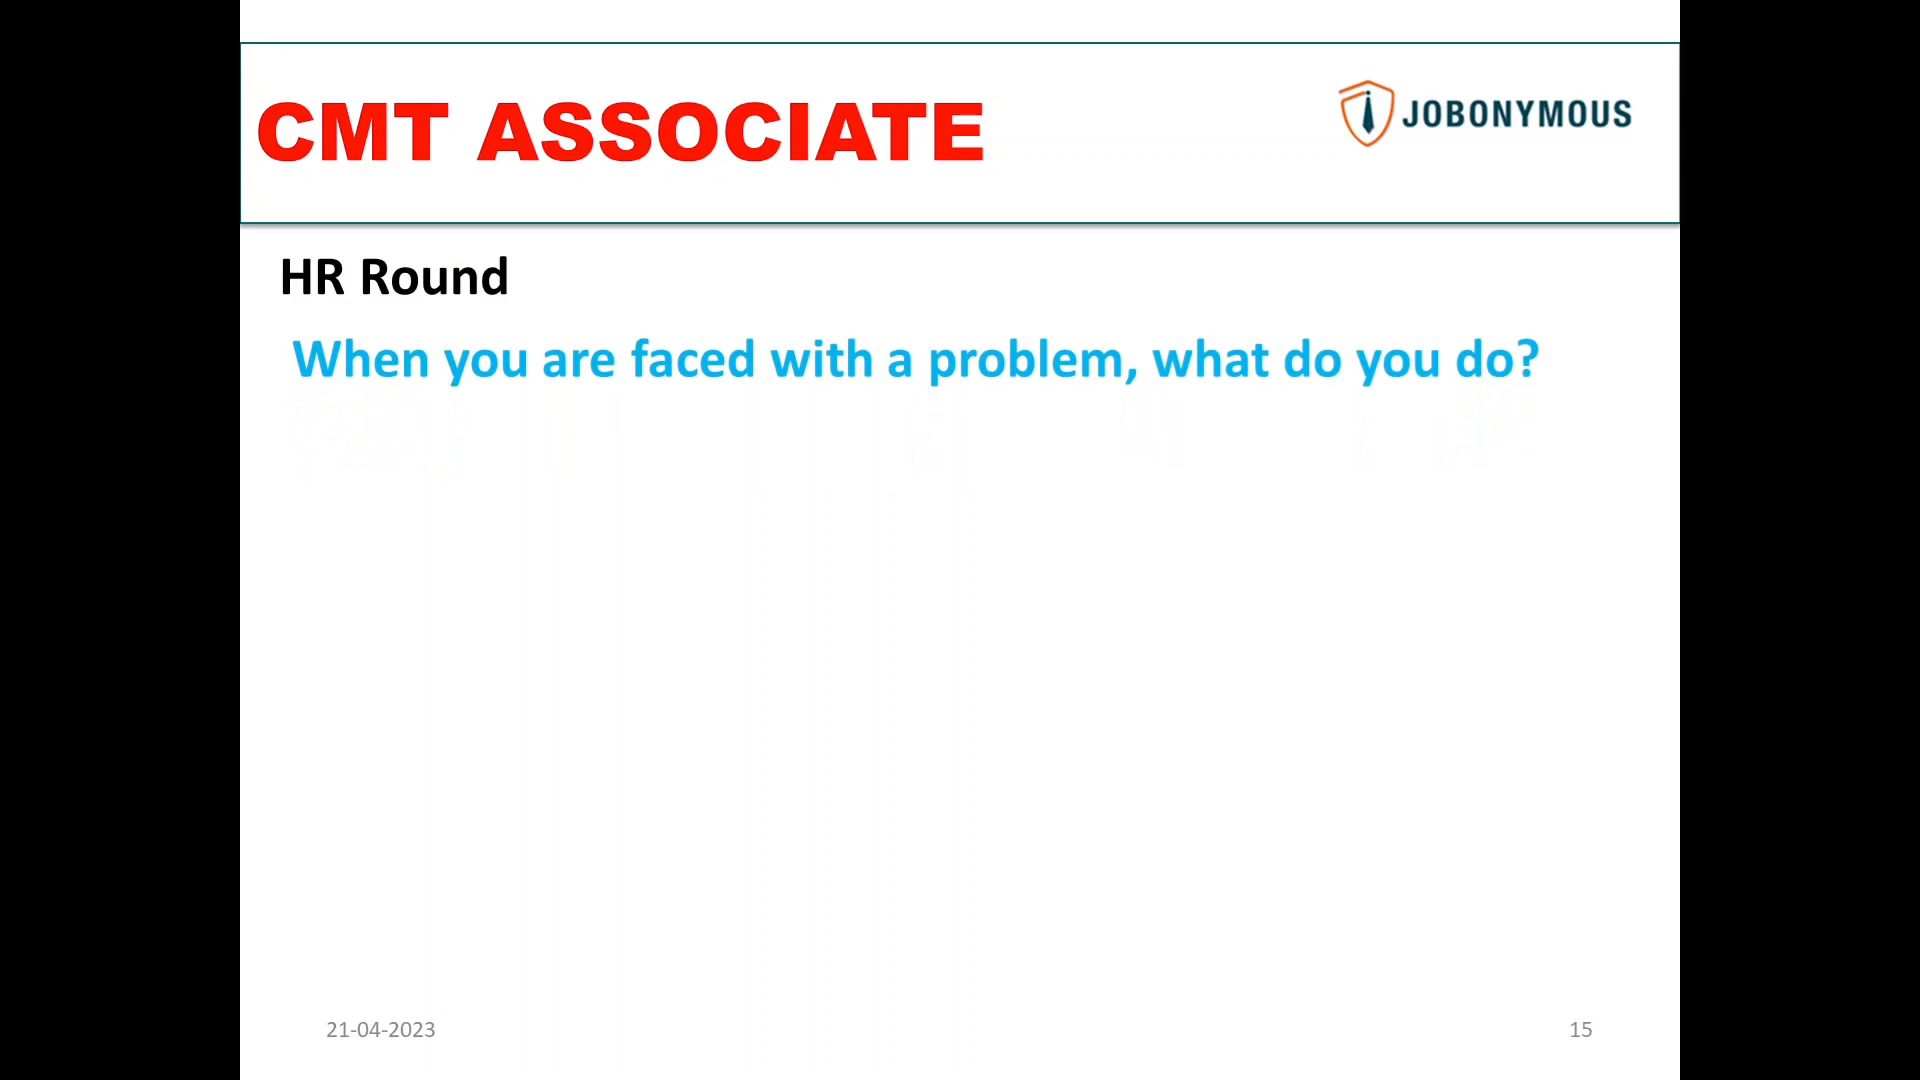 CMT ASSOCIATE
JOBONYMOUS
HR Round
When you are faced with a problem, what do you do?
21-04-2023
15